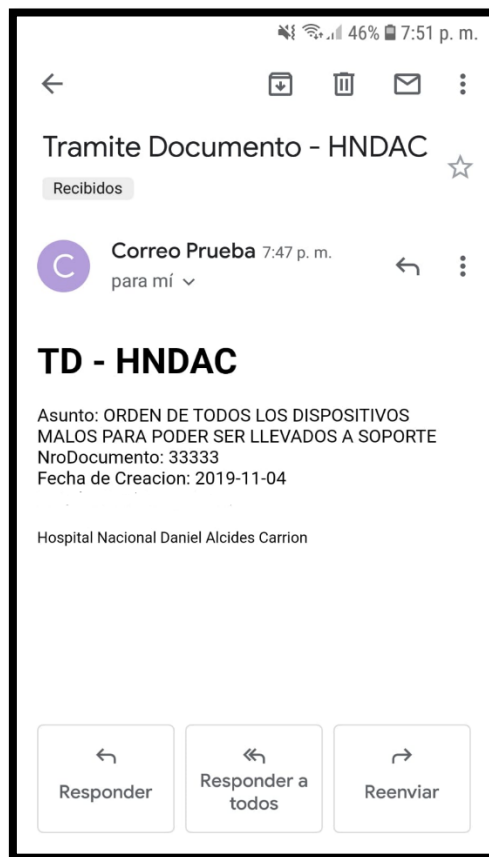 46% 7:51 p. m.
Tramite Documento - HNDAC
Recibidos
C
Correo Prueba 7:47 p. m.
para mí
TD - HNDAC
Asunto: ORDEN DE TODOS LOS DISPOSITIVOS
MALOS PARA PODER SER LLEVADOS A SOPORTE
NroDocumento: 33333
Fecha de Creacion: 2019-11-04
Hospital Nacional Daniel Alcides Carrion
Responder
Responder a
todos
Reenviar